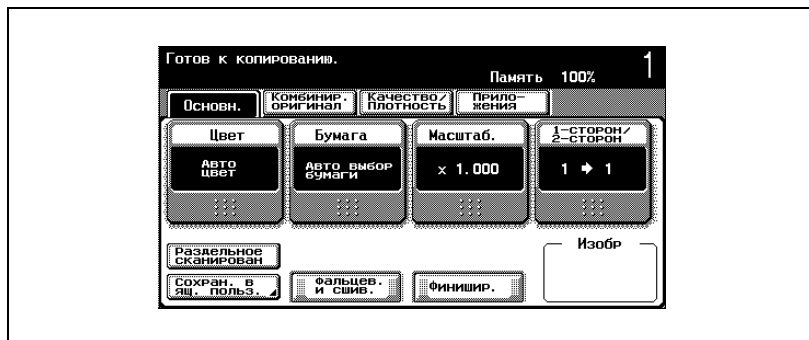 Готов к копированию.
Память 100%
1
Основн.
Комбинир.
оригинал
Качество/
плотность
Прило-
жения
Цвет
Авто
цвет
Бумага
Авто выбор
бумаги
Масштаб.
x 1.000
1-сторон/
2-сторон
1 → 1
Раздельное
сканирован
Сохран. в
ящ. польз.
Фальцев.
и сшив.
Финишир.
Изобр